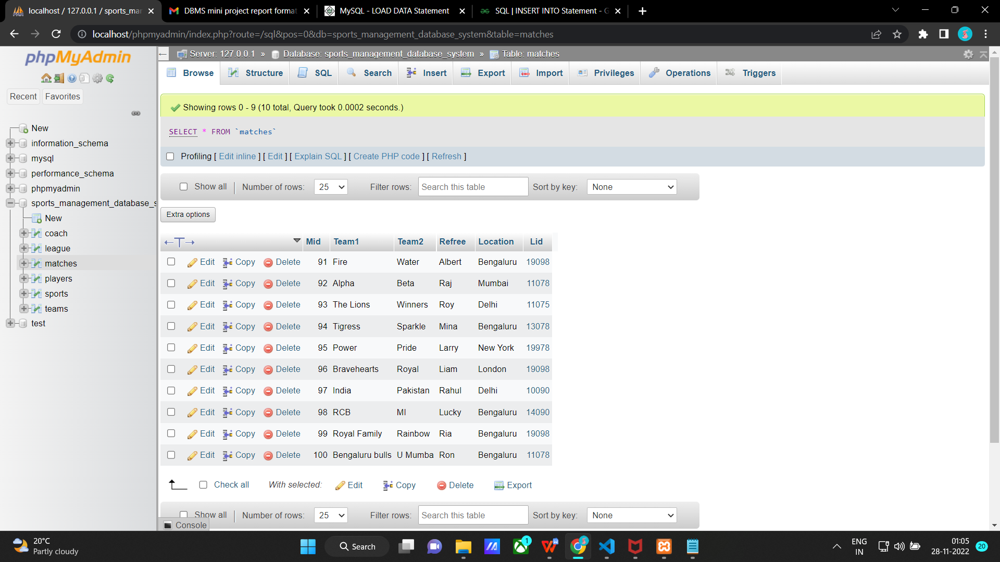 localhost / 127.0.0.1 / sports_mar
DBMS mini project report format
MySQL - LOAD DATA Statement
SQL | INSERT INTO Statement - G
localhost/phpmyadmin/index.php?route=/sql&pos=0&db=sports_management_database_system&table=matches
phpMyAdmin
Server: 127.0.0.1 » Database: sports_management_database_system » Table: matches
Browse Structure SQL Search Insert Export Import Privileges Operations Triggers
Recent Favorites
New
information_schema
mysql
performance_schema
phpmyadmin
sports_management_database_s
New
coach
league
matches
players
sports
teams
test
Showing rows 0 - 9 (10 total, Query took 0.0002 seconds.)
SELECT * FROM `matches`
Profiling [ Edit inline ] [ Edit ] [ Explain SQL ] [ Create PHP code ] [ Refresh ]
Show all | Number of rows: 25 Filter rows: Search this table Sort by key: None
Extra options
←T→ Mid Team1 Team2 Refree Location Lid
Edit Copy Delete 91 Fire Water Albert Bengaluru 19098
Edit Copy Delete 92 Alpha Beta Raj Mumbai 11078
Edit Copy Delete 93 The Lions Winners Roy Delhi 11075
Edit Copy Delete 94 Tigress Sparkle Mina Bengaluru 13078
Edit Copy Delete 95 Power Pride Larry New York 19978
Edit Copy Delete 96 Bravehearts Royal Liam London 19098
Edit Copy Delete 97 India Pakistan Rahul Delhi 10090
Edit Copy Delete 98 RCB MI Lucky Bengaluru 14090
Edit Copy Delete 99 Royal Family Rainbow Ria Bengaluru 19098
Edit Copy Delete 100 Bengaluru bulls U Mumba Ron Bengaluru 11078
Check all With selected: Edit Copy Delete Export
Show all | Number of rows: 25 Filter rows: Search this table Sort by key: None
Console
20°C
Partly cloudy
Search
1
ENG
IN
01:05
28-11-2022
20